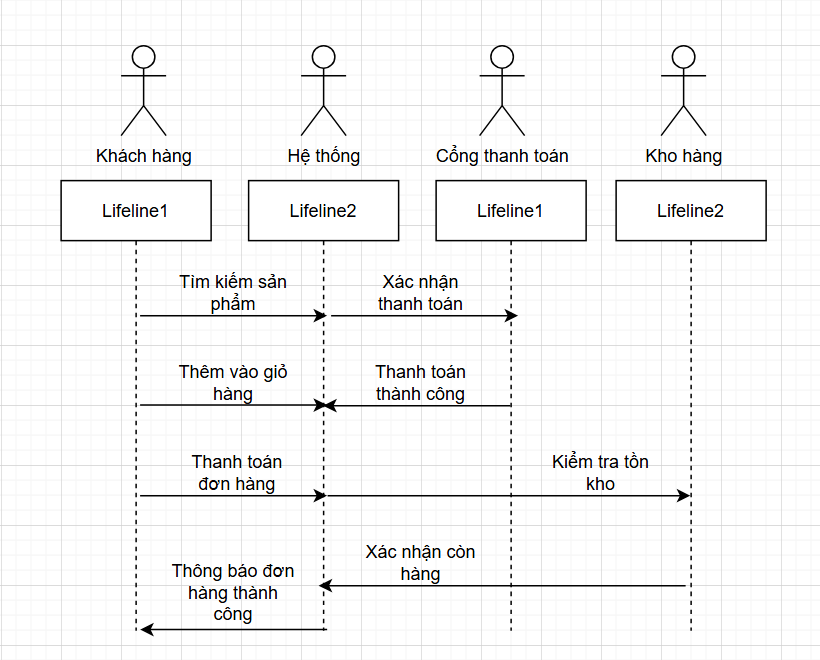 Khách hàng
Hệ thống
Cổng thanh toán
Kho hàng
Lifeline1
Lifeline2
Lifeline1
Lifeline2
Tìm kiếm sản
phẩm
Xác nhận
thanh toán
Thêm vào giỏ
hàng
Thanh toán
thành công
Thanh toán
đơn hàng
Kiểm tra tồn
kho
Xác nhận còn
hàng
Thông báo đơn
hàng thành
công